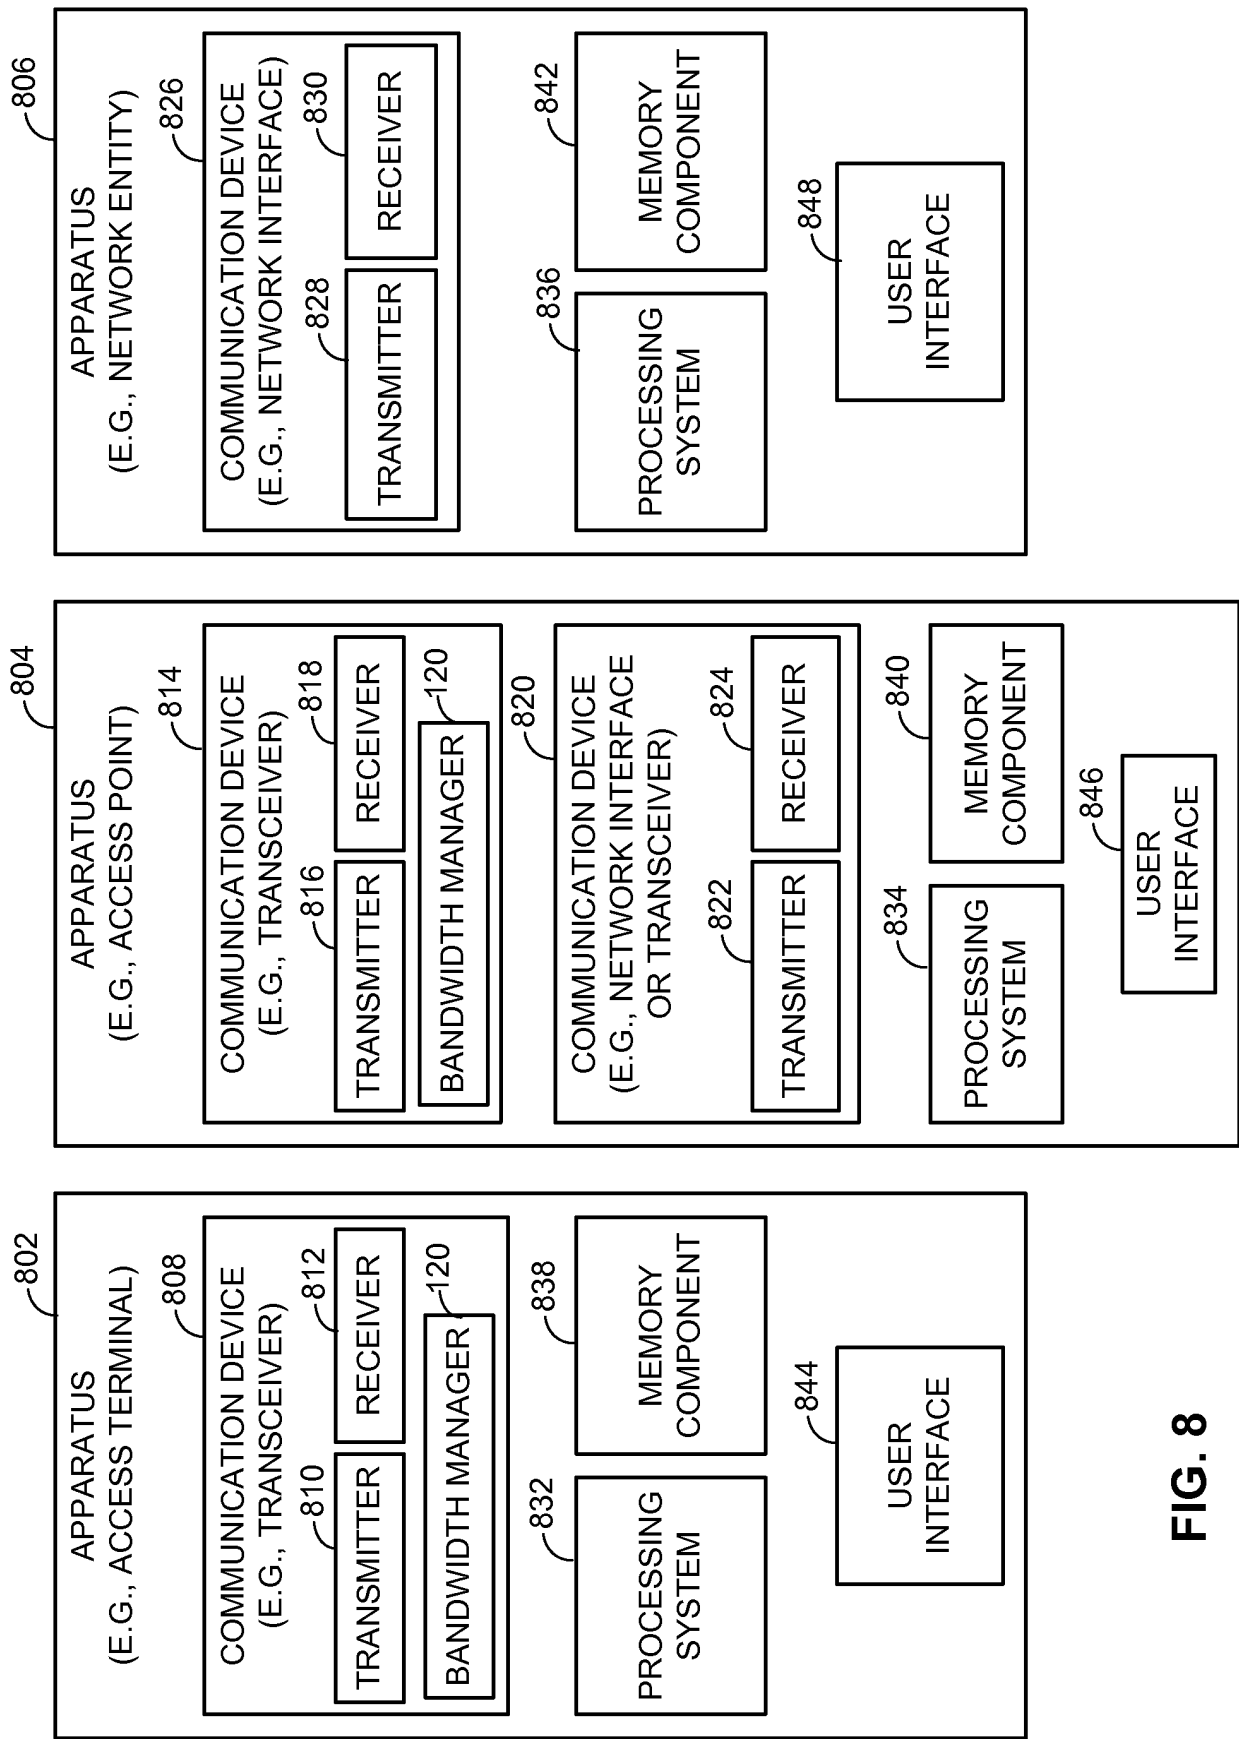 802
APPARATUS
(E.G., ACCESS TERMINAL)
808
COMMUNICATION DEVICE
(E.G., TRANSCEIVER)
810
812
TRANSMITTER
RECEIVER
120
BANDWIDTH MANAGER
832
838
PROCESSING
SYSTEM
MEMORY
COMPONENT
844
USER
INTERFACE
804
APPARATUS
(E.G., ACCESS POINT)
814
COMMUNICATION DEVICE
(E.G., TRANSCEIVER)
816
818
TRANSMITTER
RECEIVER
120
BANDWIDTH MANAGER
820
COMMUNICATION DEVICE
(E.G., NETWORK INTERFACE
OR TRANSCEIVER)
822
824
TRANSMITTER
RECEIVER
834
840
PROCESSING
SYSTEM
MEMORY
COMPONENT
846
USER
INTERFACE
806
APPARATUS
(E.G., NETWORK ENTITY)
826
COMMUNICATION DEVICE
(E.G., NETWORK INTERFACE)
828
830
TRANSMITTER
RECEIVER
836
842
PROCESSING
SYSTEM
MEMORY
COMPONENT
848
USER
INTERFACE
FIG. 8